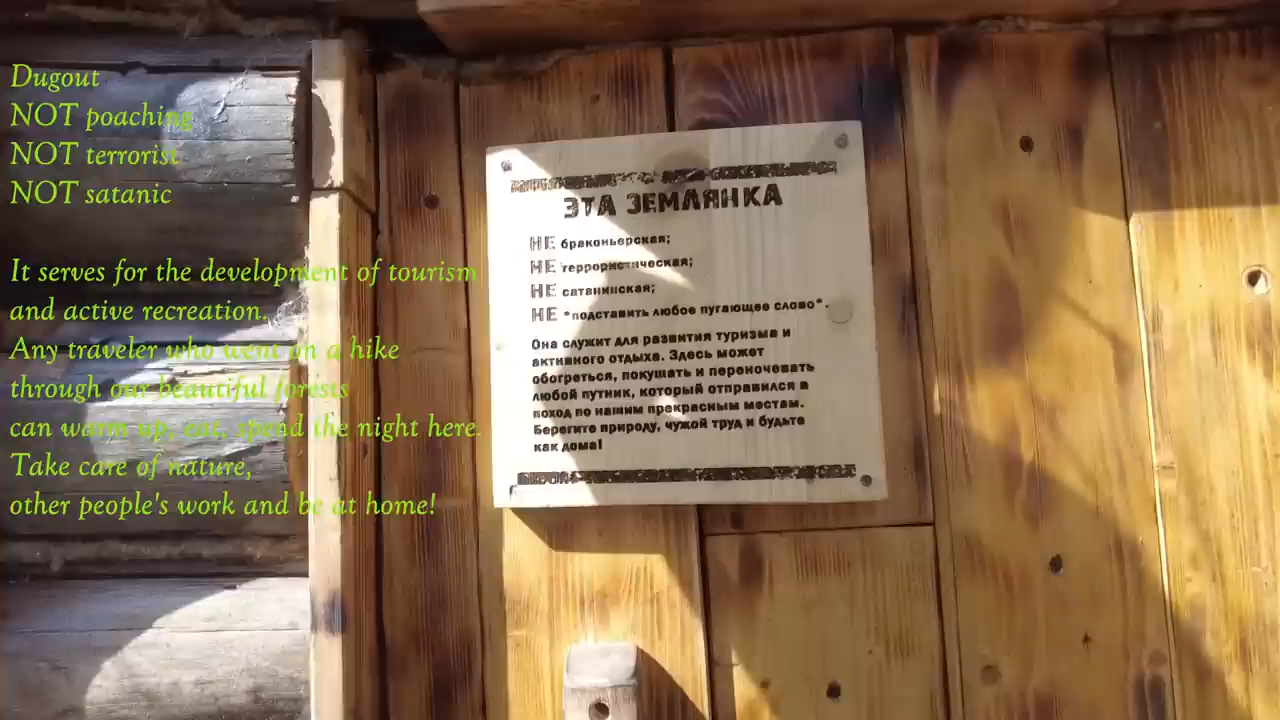 Dugout
NOT poaching
NOT terrorist
NOT satanic
It serves for the development of tourism
and active recreation.
Any traveler who went on a hike
through our beautiful forests
can warm up, eat, spend the night here.
Take care of nature,
other people's work and be at home!
ЭТА ЗЕМЛЯНКА
НЕ браконьерская;
НЕ террористическая;
НЕ сатанинская;
НЕ *подставить любое пугающее слово*.
Она служит для развития туризма и
активного отдыха. Здесь может
обогреться, покушать и переночевать
любой путник, который отправился в
поход по нашим прекрасным местам.
Берегите природу, чужой труд и будьте
как дома!